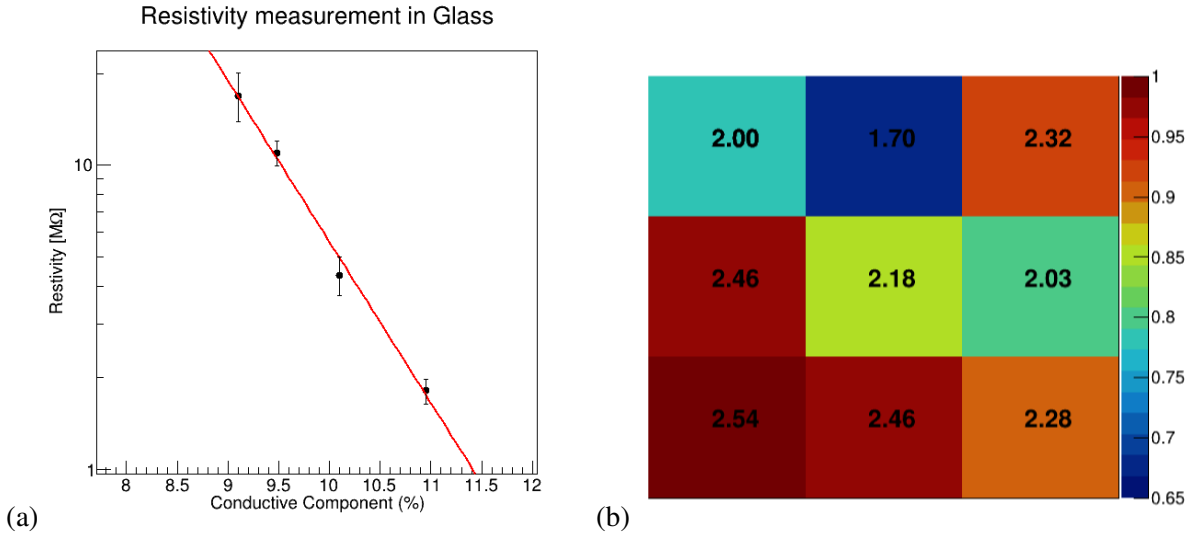 Resistivity measurement in Glass
Restivity [MΩ]
10
1
8 8.5 9 9.5 10 10.5 11 11.5 12
Conductive Component (%)
(a)
2.00 1.70 2.32
2.46 2.18 2.03
2.54 2.46 2.28
1
0.95
0.9
0.85
0.8
0.75
0.7
0.65
(b)